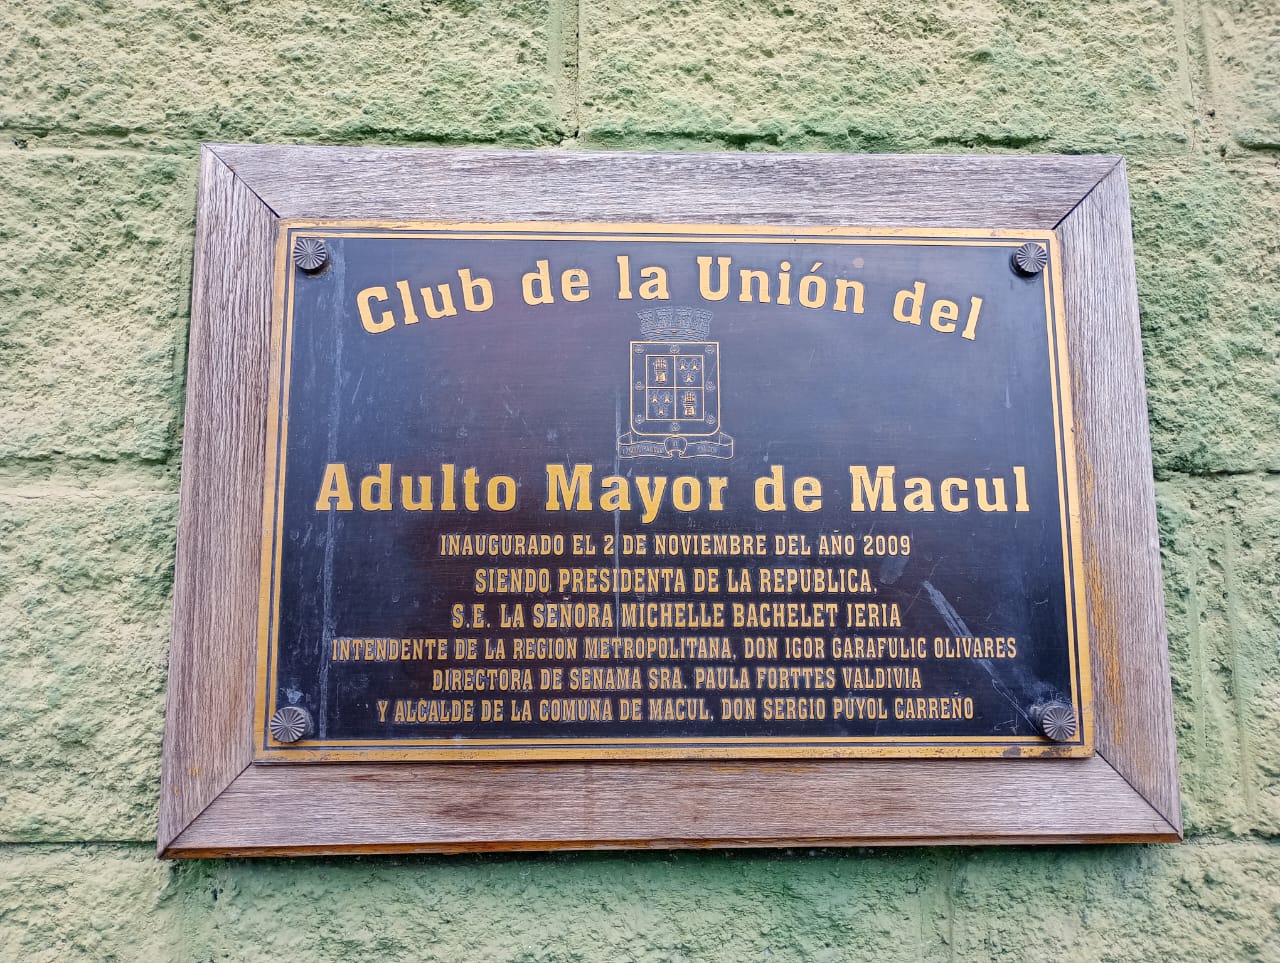 Club de la Unión del
Adulto Mayor de Macul
INAUGURADO EL 2 DE NOVIEMBRE DEL AÑO 2009
SIENDO PRESIDENTA DE LA REPUBLICA,
S.E. LA SEÑORA MICHELLE BACHELET JERIA
INTENDENTE DE LA REGION METROPOLITANA, DON IGOR GARAFULIC OLIVARES
DIRECTORA DE SENAMA SRA. PAULA FORTTES VALDIVIA
Y ALCALDE DE LA COMUNA DE MACUL, DON SERGIO PUYOL CARREÑO